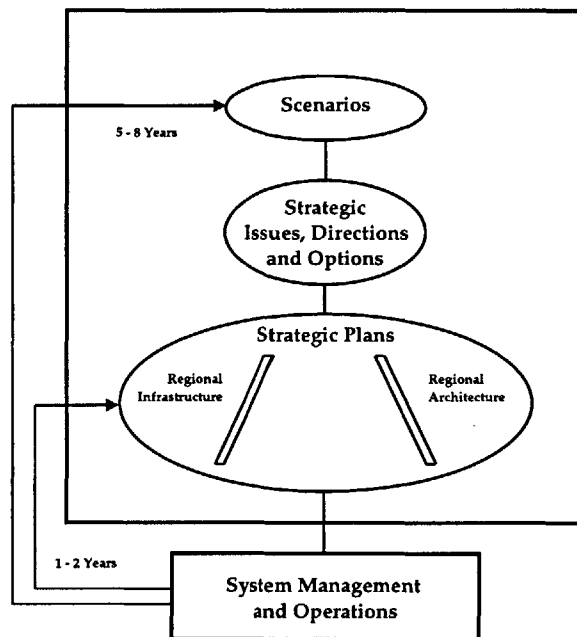 Scenarios
5 - 8 Years
Strategic
Issues, Directions
and Options
Strategic Plans
Regional
Infrastructure
Regional
Architecture
1 - 2 Years
System Management
and Operations